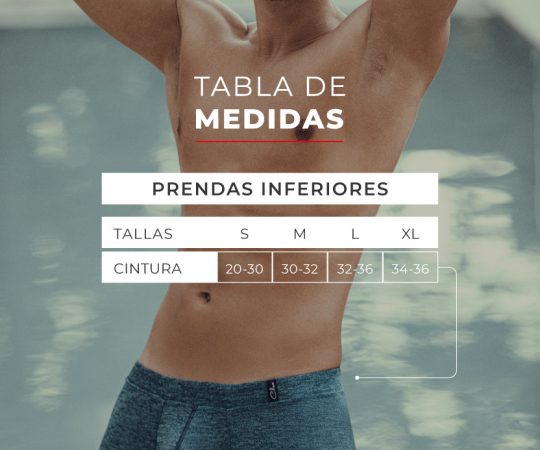 TABLA DE
MEDIDAS
PRENDAS INFERIORES
TALLAS S M L XL
CINTURA 20-30 30-32 32-36 34-36